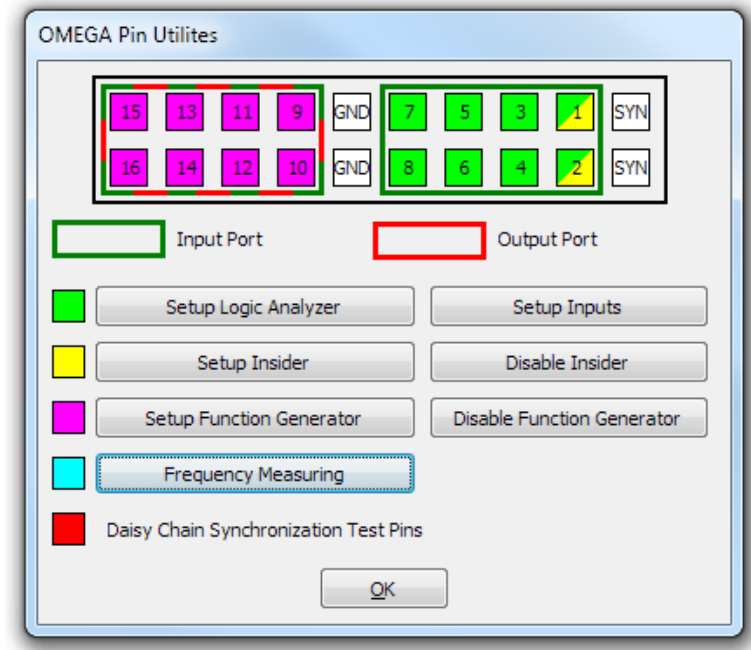 OMEGA Pin Utilites
15 13 11 9 GND 7 5 3 1 SYN
16 14 12 10 GND 8 6 4 2 SYN
Input Port Output Port
Setup Logic Analyzer Setup Inputs
Setup Insider Disable Insider
Setup Function Generator Disable Function Generator
Frequency Measuring
Daisy Chain Synchronization Test Pins
OK